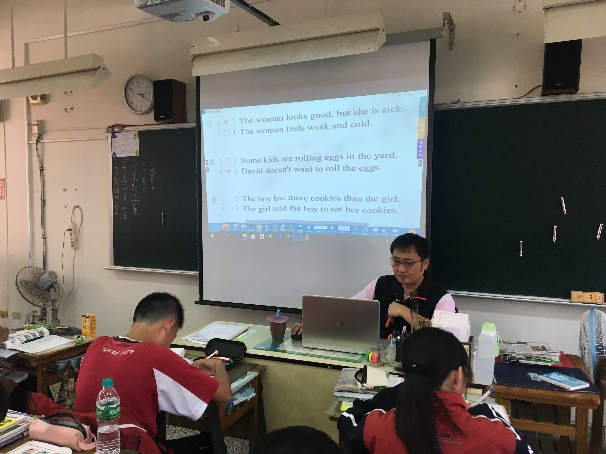 ( × ) The woman looks good, but she is sick.
( ○ ) The woman feels weak and cold.
( ○ ) Some kids are rolling eggs in the yard.
( × ) David doesn't want to roll the eggs.
( ) The boy has more cookies than the girl.
( ) The girl told the boy to eat her cookies.